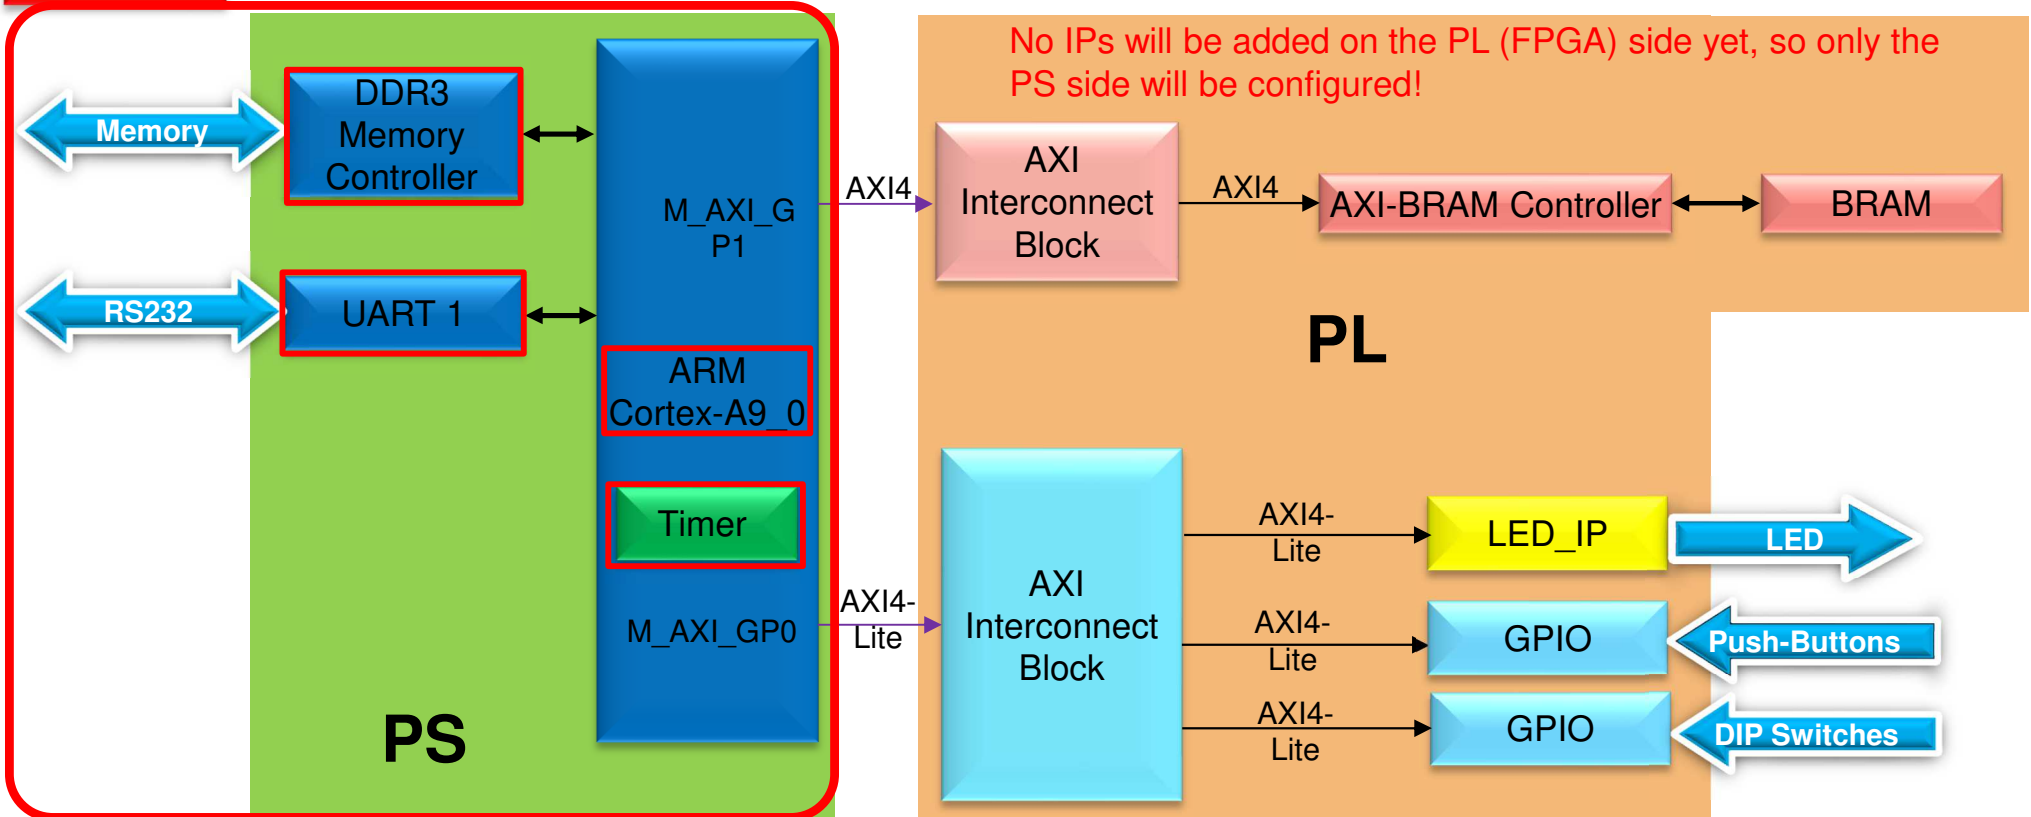 No IPs will be added on the PL (FPGA) side yet, so only the
PS side will be configured!
Memory
DDR3
Memory
Controller
RS232
UART 1
M_AXI_G
P1
ARM
Cortex-A9_0
Timer
M_AXI_GP0
PS
AXI4
AXI
Interconnect
Block
AXI4
AXI-BRAM Controller
BRAM
PL
AXI4-
Lite
AXI
Interconnect
Block
AXI4-
Lite
LED_IP
LED
AXI4-
Lite
GPIO
Push-Buttons
AXI4-
Lite
GPIO
DIP Switches